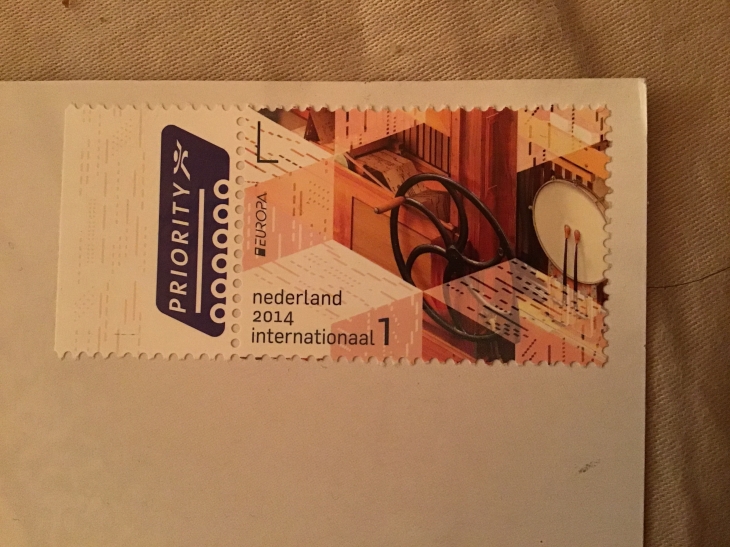 PRIORITY
EUROPA
nederland
2014
internationaal 1